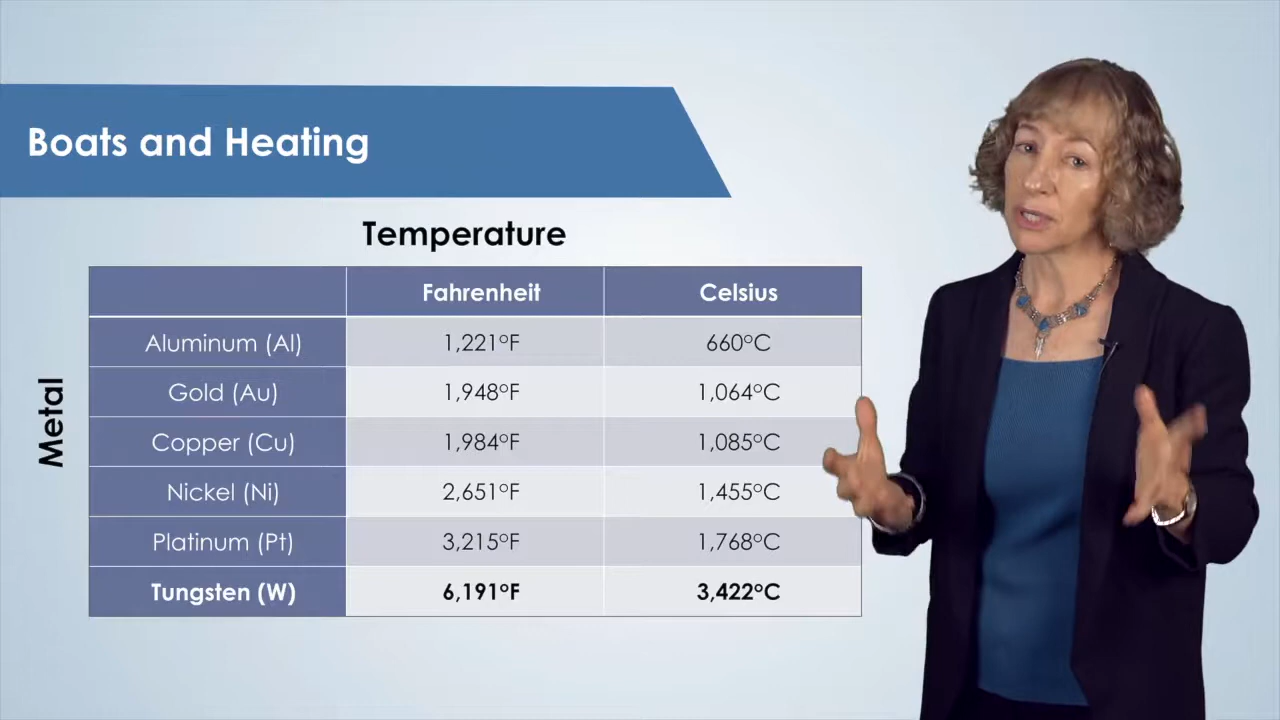 Boats and Heating
Temperature
Metal
Fahrenheit Celsius
Aluminum (Al) 1,221°F 660°C
Gold (Au) 1,948°F 1,064°C
Copper (Cu) 1,984°F 1,085°C
Nickel (Ni) 2,651°F 1,455°C
Platinum (Pt) 3,215°F 1,768°C
Tungsten (W) 6,191°F 3,422°C